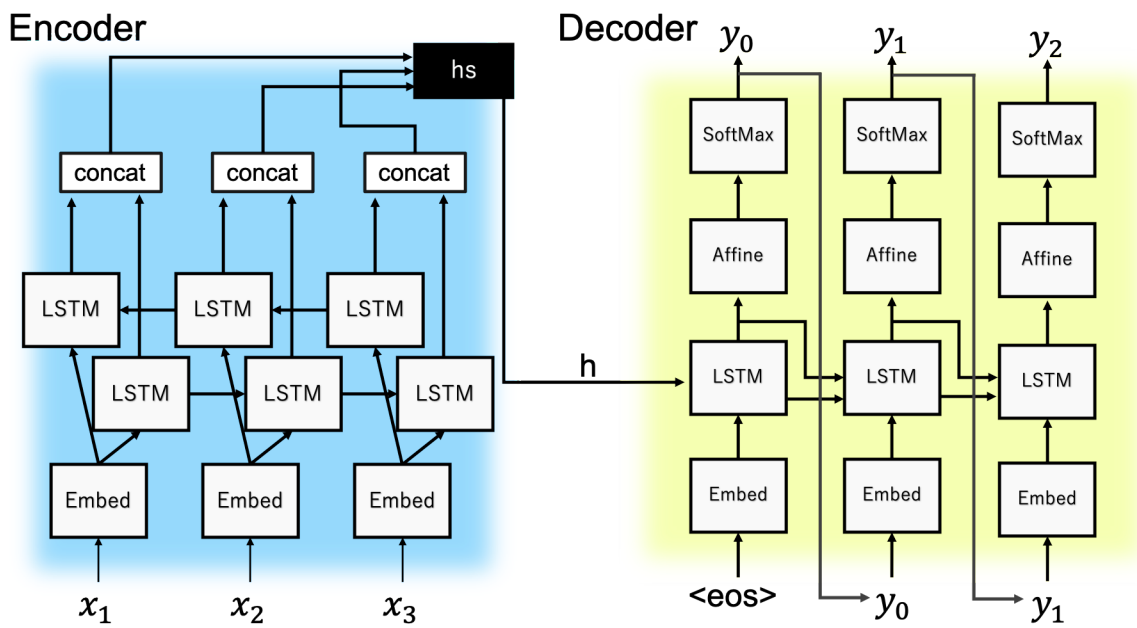 Encoder
hs
concat
concat
concat
LSTM
LSTM
LSTM
LSTM
LSTM
LSTM
Embed
Embed
Embed
x₁
x₂
x₃
h
Decoder
y₀
y₁
y₂
SoftMax
SoftMax
SoftMax
Affine
Affine
Affine
LSTM
LSTM
LSTM
Embed
Embed
Embed
<eos>
y₀
y₁